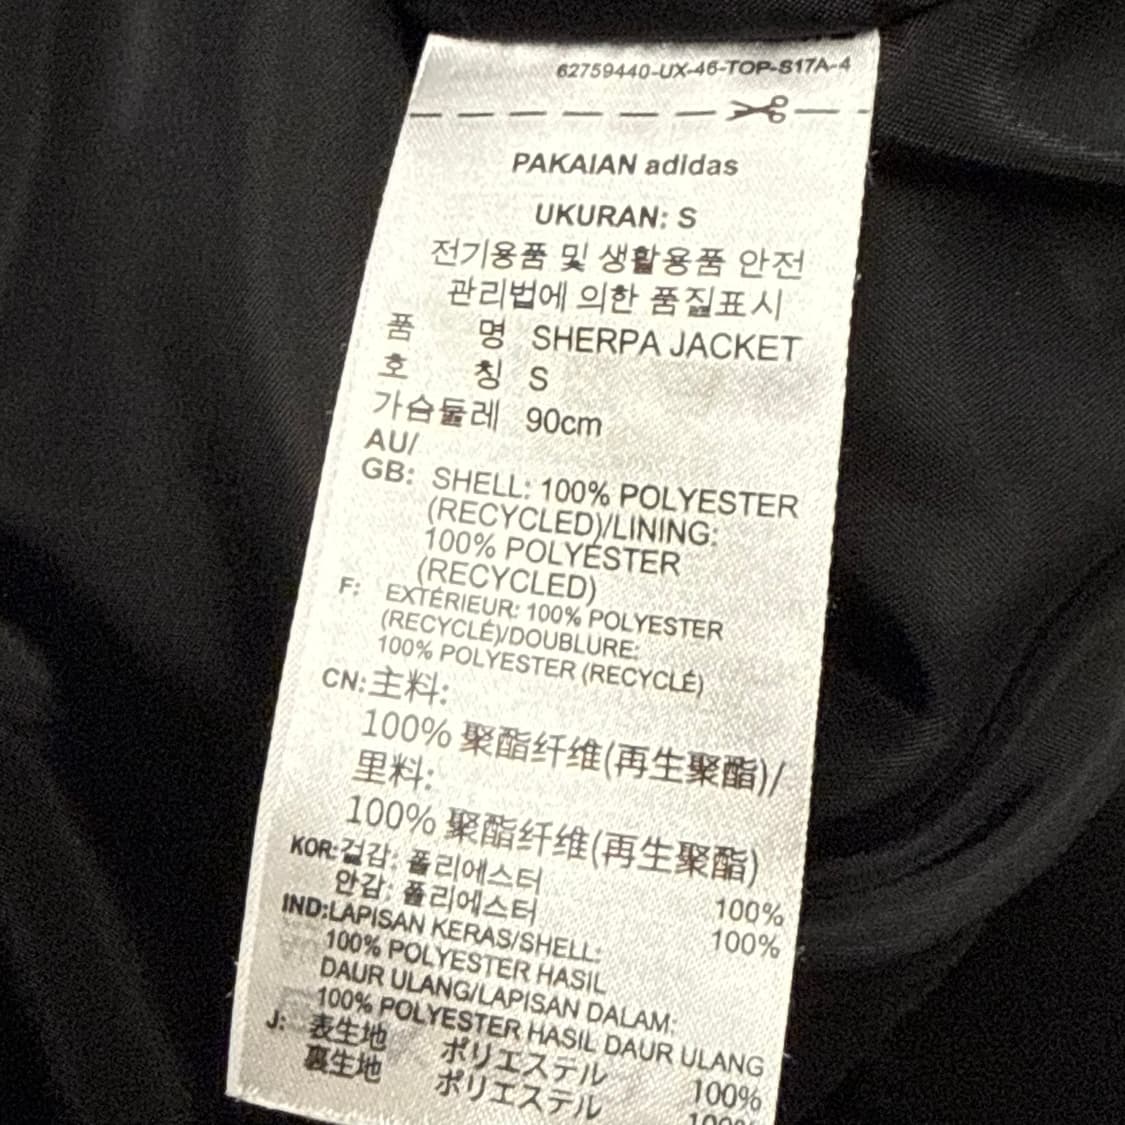 62759440-UX-46-TOP-S17A-4
PAKAIAN adidas
UKURAN: S
전기용품 및 생활용품 안전
관리법에 의한 품질표시
품 명 SHERPA JACKET
호 칭 S
가슴둘레 90cm
AU/
GB: SHELL: 100% POLYESTER
(RECYCLED)/LINING:
100% POLYESTER
(RECYCLED)
F: EXTÉRIEUR: 100% POLYESTER
(RECYCLÉ)/DOUBLURE:
100% POLYESTER (RECYCLÉ)
CN: 主料:
100% 聚酯纤维(再生聚酯)/
里料:
100% 聚酯纤维(再生聚酯)
KOR: 겉감; 폴리에스터 100%
안감; 폴리에스터 100%
IND: LAPISAN KERAS/SHELL:
100% POLYESTER HASIL
DAUR ULANG/LAPISAN DALAM:
100% POLYESTER HASIL DAUR ULANG
J: 表生地 ポリエステル 100%
裏生地 ポリエステル 100%